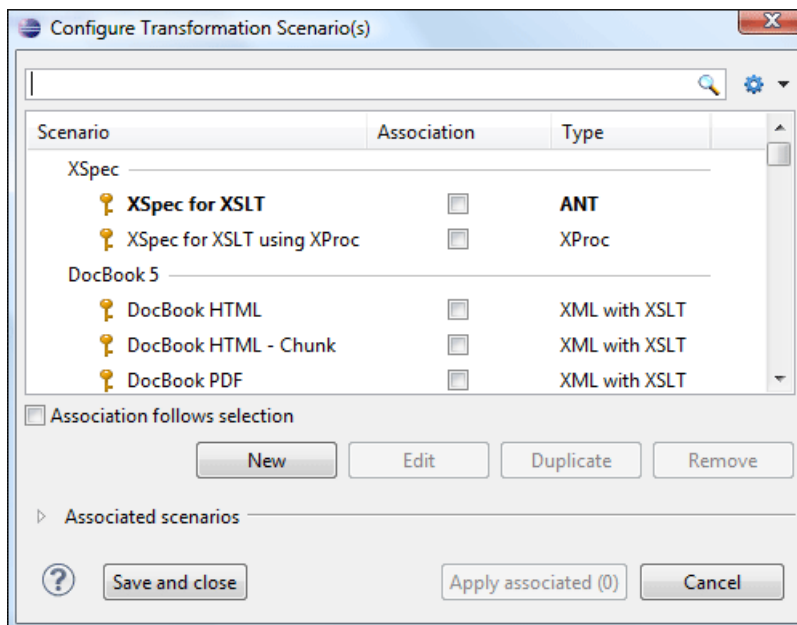 Configure Transformation Scenario(s)
Scenario Association Type
XSpec
XSpec for XSLT ANT
XSpec for XSLT using XProc XProc
DocBook 5
DocBook HTML XML with XSLT
DocBook HTML - Chunk XML with XSLT
DocBook PDF XML with XSLT
Association follows selection
New Edit Duplicate Remove
Associated scenarios
? Save and close Apply associated (0) Cancel